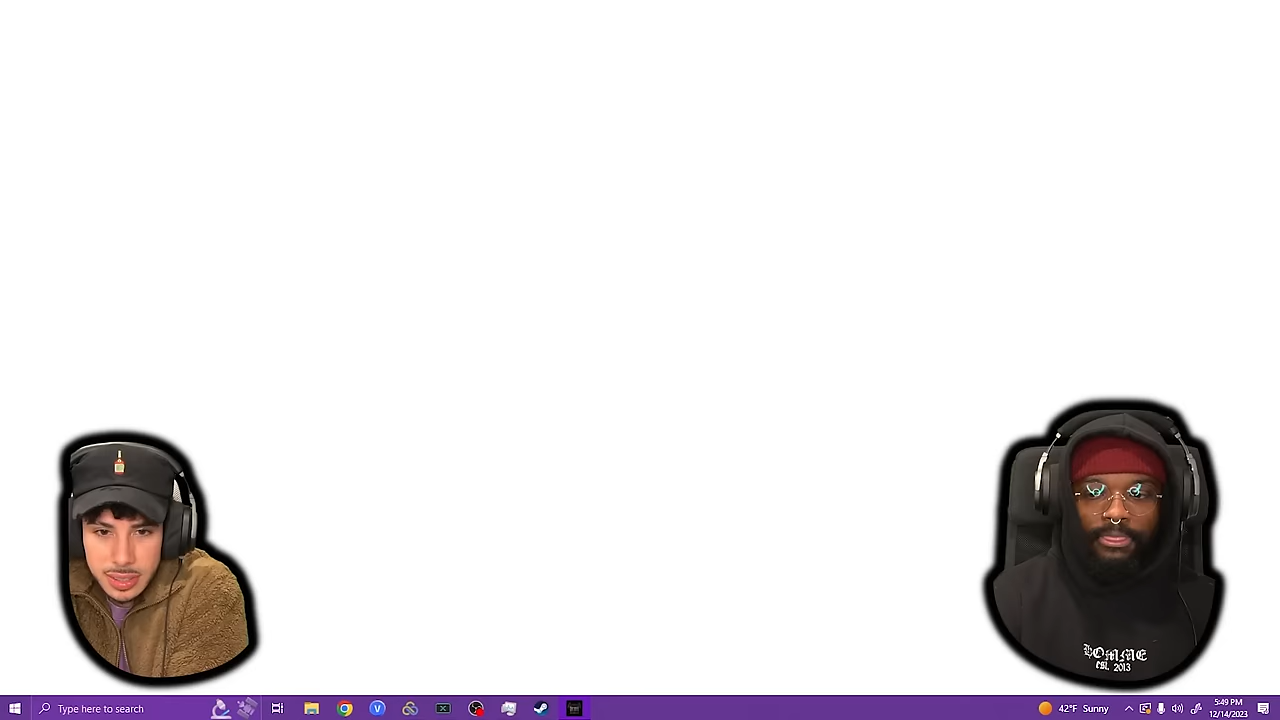 HOMME
est. 2013
Type here to search
V
42°F Sunny
5:49 PM
12/14/2023